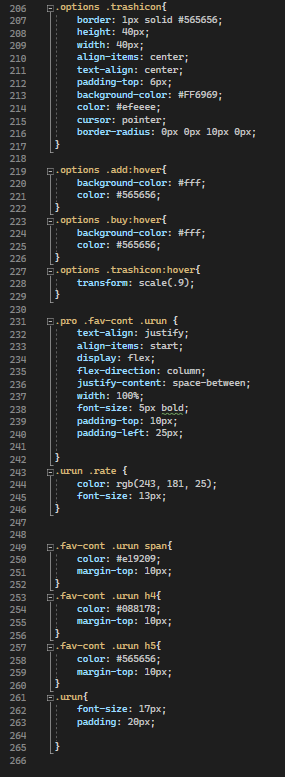 206 .options .trashicon{
207 border: 1px solid #565656;
208 height: 40px;
209 width: 40px;
210 align-items: center;
211 text-align: center;
212 padding-top: 6px;
213 background-color: #FF6969;
214 color: #efeeee;
215 cursor: pointer;
216 border-radius: 0px 0px 10px 0px;
217 }
218
219 .options .add:hover{
220 background-color: #fff;
221 color: #565656;
222 }
223 .options .buy:hover{
224 background-color: #fff;
225 color: #565656;
226 }
227 .options .trashicon:hover{
228 transform: scale(.9);
229 }
230
231 .pro .fav-cont .urun {
232 text-align: justify;
233 align-items: start;
234 display: flex;
235 flex-direction: column;
236 justify-content: space-between;
237 width: 100%;
238 font-size: 5px bold;
239 padding-top: 10px;
240 padding-left: 25px;
241
242 }
243 .urun .rate {
244 color: rgb(243, 181, 25);
245 font-size: 13px;
246 }
247
248
249 .fav-cont .urun span{
250 color: #e19209;
251 margin-top: 10px;
252 }
253 .fav-cont .urun h4{
254 color: #088178;
255 margin-top: 10px;
256 }
257 .fav-cont .urun h5{
258 color: #565656;
259 margin-top: 10px;
260 }
261 .urun{
262 font-size: 17px;
263 padding: 20px;
264
265 }
266